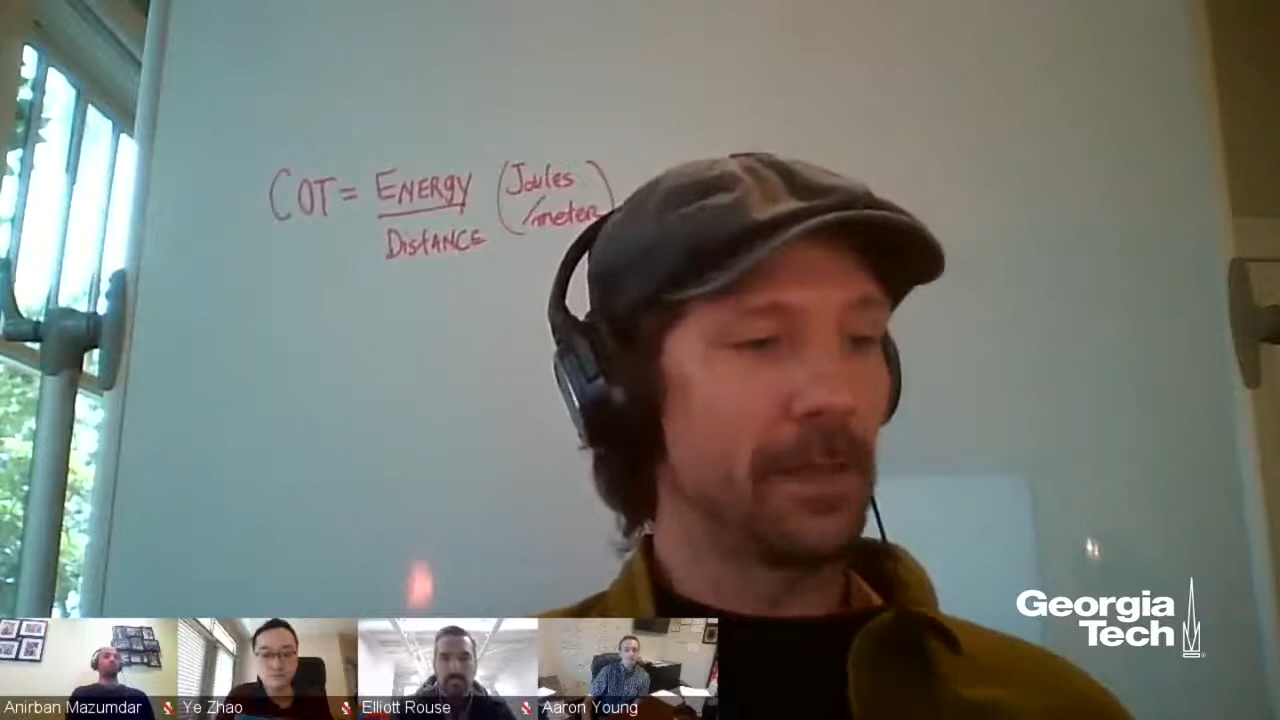 COT = ENERGY (Joules
DISTANCE /meter)
Georgia
Tech
Anirban Mazumdar
Ye Zhao
Elliott Rouse
Aaron Young